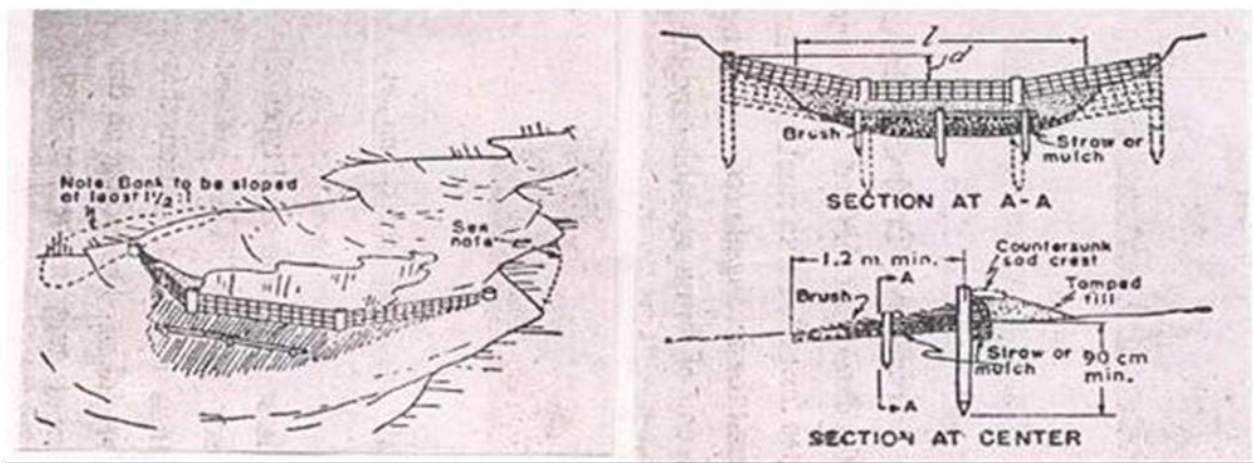 Note: Bank to be sloped
at least 1½:1
See
note
l
d
Brush
Straw or
mulch
SECTION AT A-A
1.2 m min.
A
Countersunk
sod crest
Brush
Tamped
fill
Straw or
mulch
90 cm
min.
A
SECTION AT CENTER